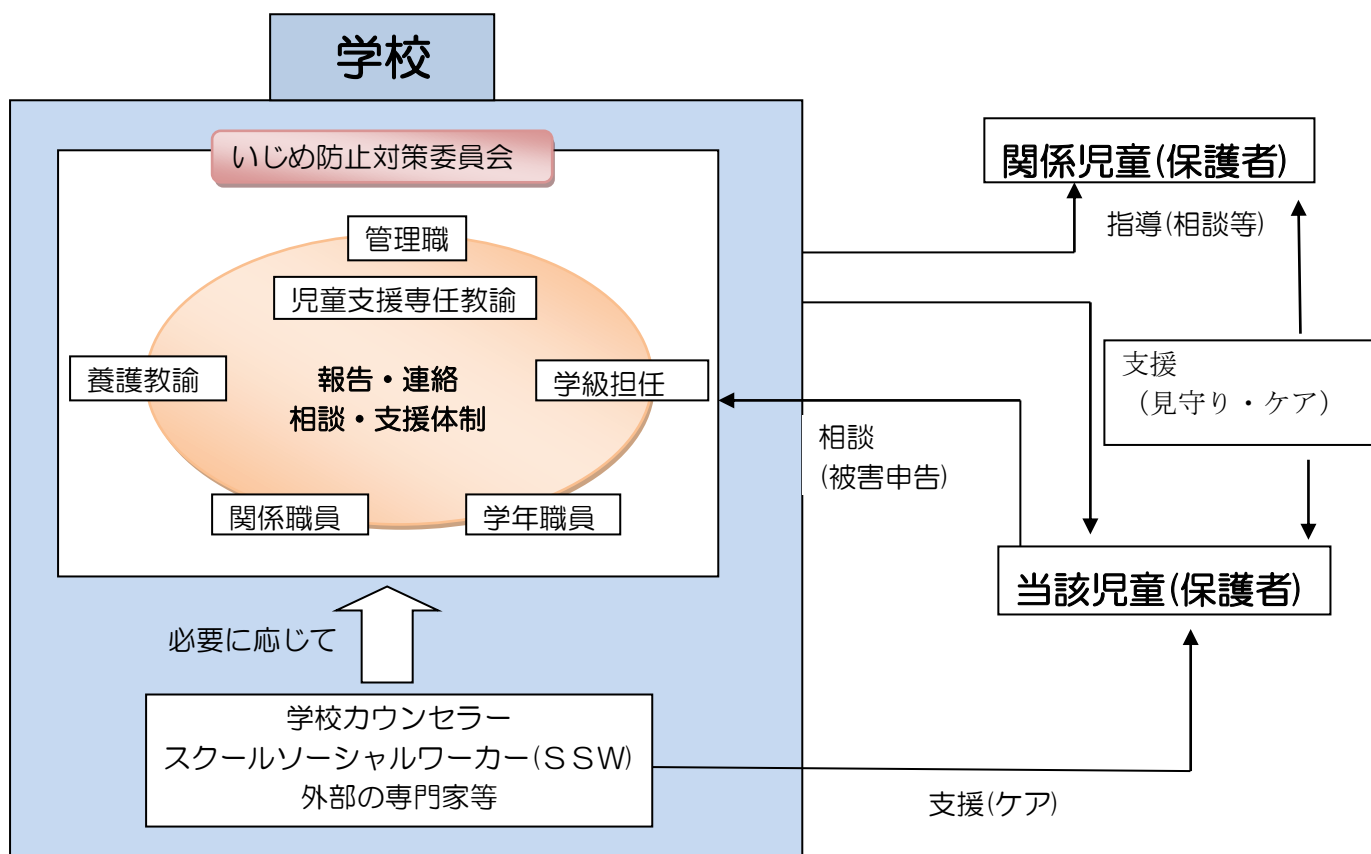 学校
いじめ防止対策委員会
管理職
児童支援専任教諭
養護教諭
学級担任
報告・連絡
相談・支援体制
関係職員
学年職員
必要に応じて
学校カウンセラー
スクールソーシャルワーカー(ＳＳＷ)
外部の専門家等
関係児童(保護者)
指導(相談等)
支援
（見守り・ケア）
相談
(被害申告)
当該児童(保護者)
支援(ケア)